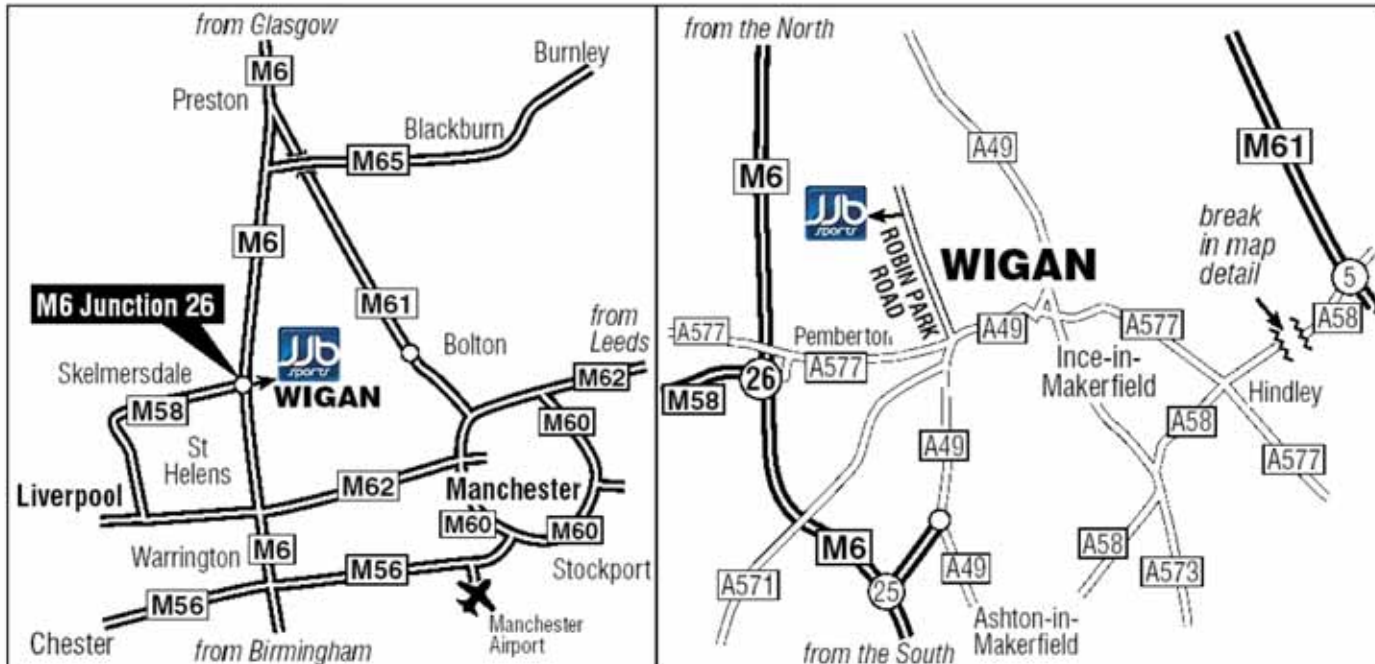 from Glasgow
M6
Burnley
Preston
Blackburn
M65
M6
M6 Junction 26
M61
from
Leeds
JJB
sports
Bolton
M62
Skelmersdale
WIGAN
M58
M60
St
Helens
Liverpool
M62
Manchester
M60
M60
Warrington
M6
M56
Stockport
M56
Chester
Manchester
Airport
from Birmingham
from the North
A49
M61
M6
JJB
sports
break
in map
detail
ROBIN PARK
ROAD
WIGAN
5
A577
Pemberton
A49
A577
A58
A577
26
Ince-in-
Makerfield
Hindley
M58
A58
A49
A577
M6
A58
A571
25
A49
A573
Ashton-in-
Makerfield
from the South